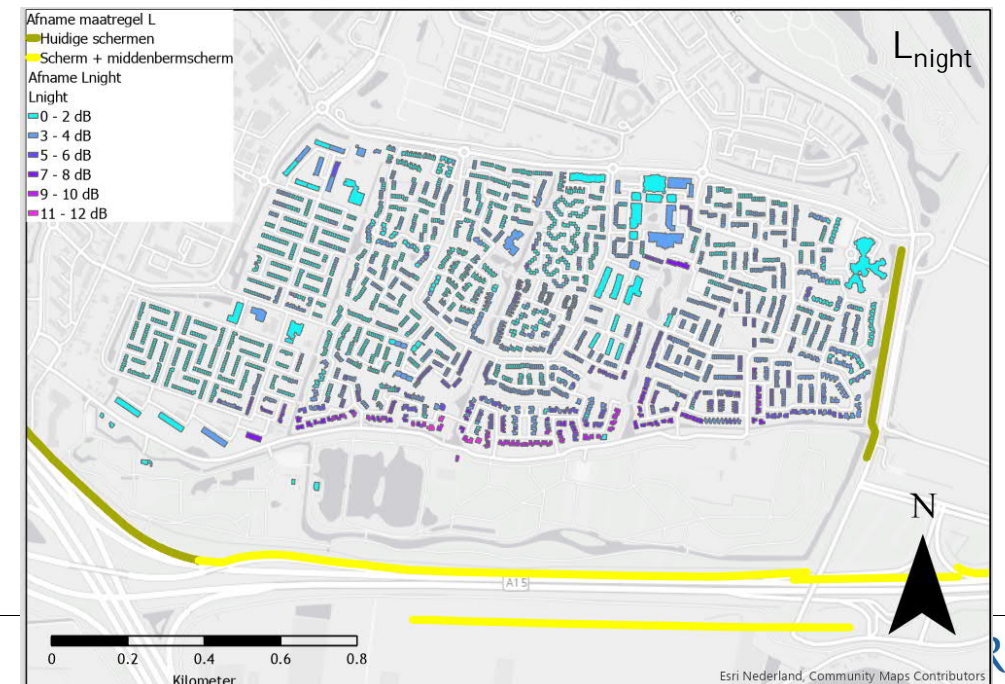 Afname maatregel L
Huidige schermen
Scherm + middenbermscherm
Afname Lnight
Lnight
0 - 2 dB
3 - 4 dB
5 - 6 dB
7 - 8 dB
9 - 10 dB
11 - 12 dB
Lnight
N
A15
0 0.2 0.4 0.6 0.8
Kilometer
R
Esri Nederland, Community Maps Contributors